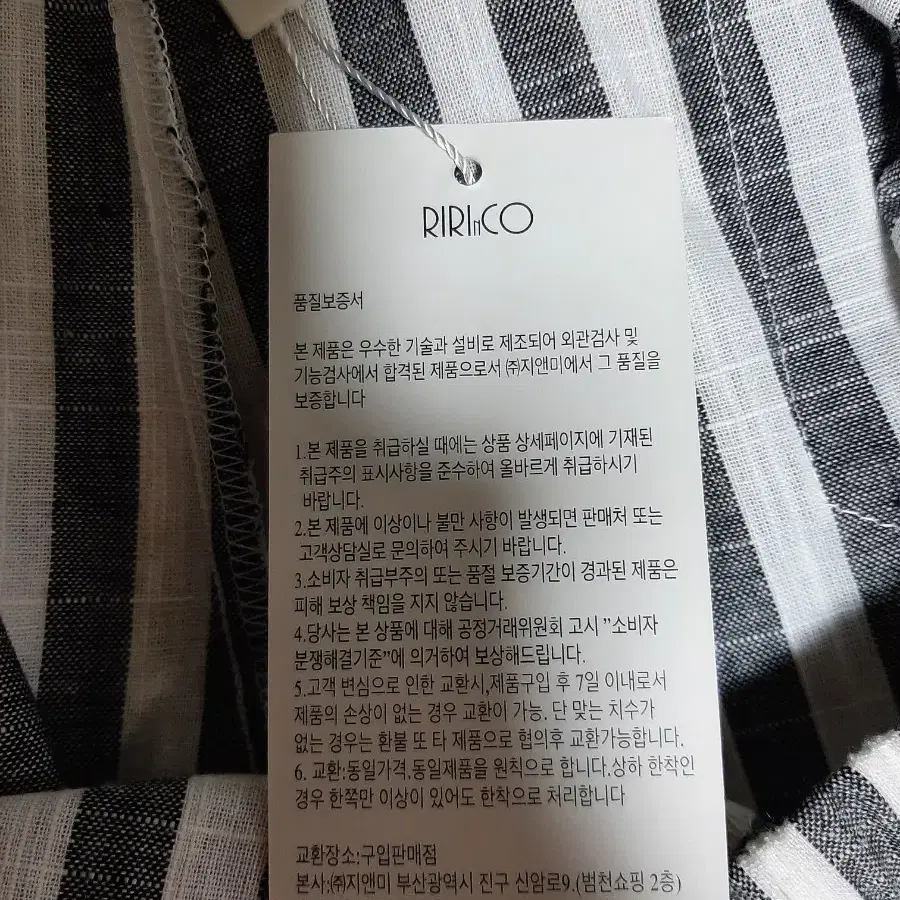 RIRInCO
품질보증서
본 제품은 우수한 기술과 설비로 제조되어 외관검사 및
기능검사에서 합격된 제품으로서 ㈜지앤미에서 그 품질을
보증합니다
1.본 제품을 취급하실 때에는 상품 상세페이지에 기재된
취급주의 표시사항을 준수하여 올바르게 취급하시기
바랍니다.
2.본 제품에 이상이나 불만 사항이 발생되면 판매처 또는
고객상담실로 문의하여 주시기 바랍니다.
3.소비자 취급부주의 또는 품절 보증기간이 경과된 제품은
피해 보상 책임을 지지 않습니다.
4.당사는 본 상품에 대해 공정거래위원회 고시 "소비자
분쟁해결기준"에 의거하여 보상해드립니다.
5.고객 변심으로 인한 교환시,제품구입 후 7일 이내로서
제품의 손상이 없는 경우 교환이 가능. 단 맞는 치수가
없는 경우는 환불 또 타 제품으로 협의후 교환가능합니다.
6. 교환:동일가격.동일제품을 원칙으로 합니다.상하 한착인
경우 한쪽만 이상이 있어도 한착으로 처리합니다
교환장소:구입판매점
본사:㈜지앤미 부산광역시 진구 신암로9.(범천쇼핑 2층)